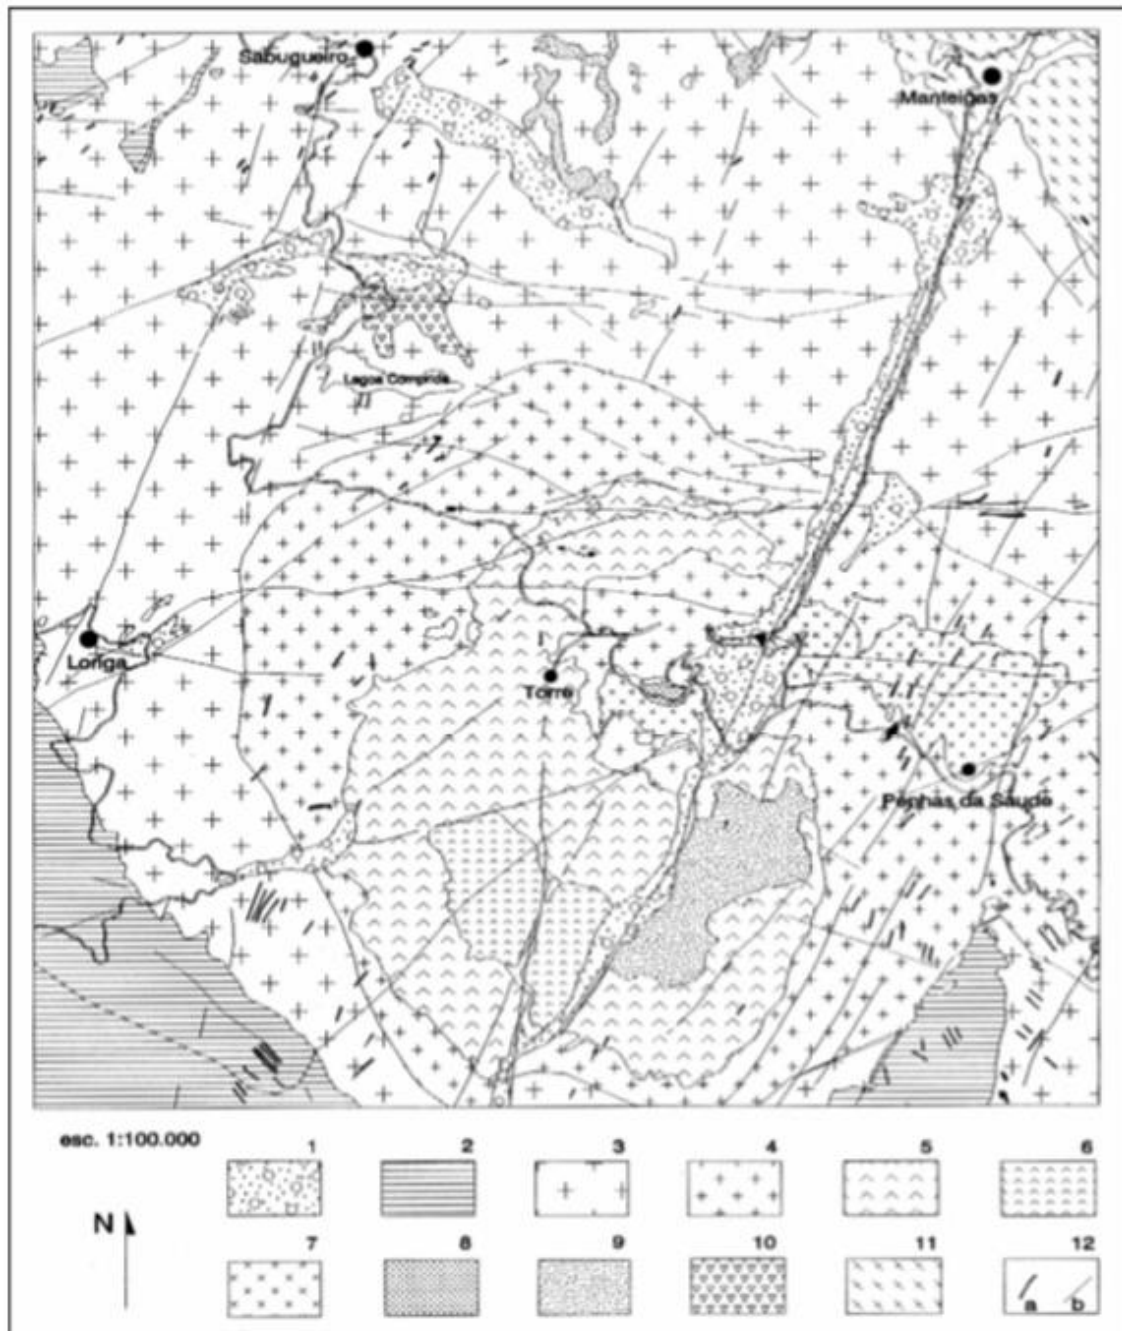 Sabugueiro
Manteigas
Lagoa Comprida
Loriga
Torre
Penhas da Saúde
esc. 1:100.000
1 2 3 4 5 6
N
7 8 9 10 11 12
a b